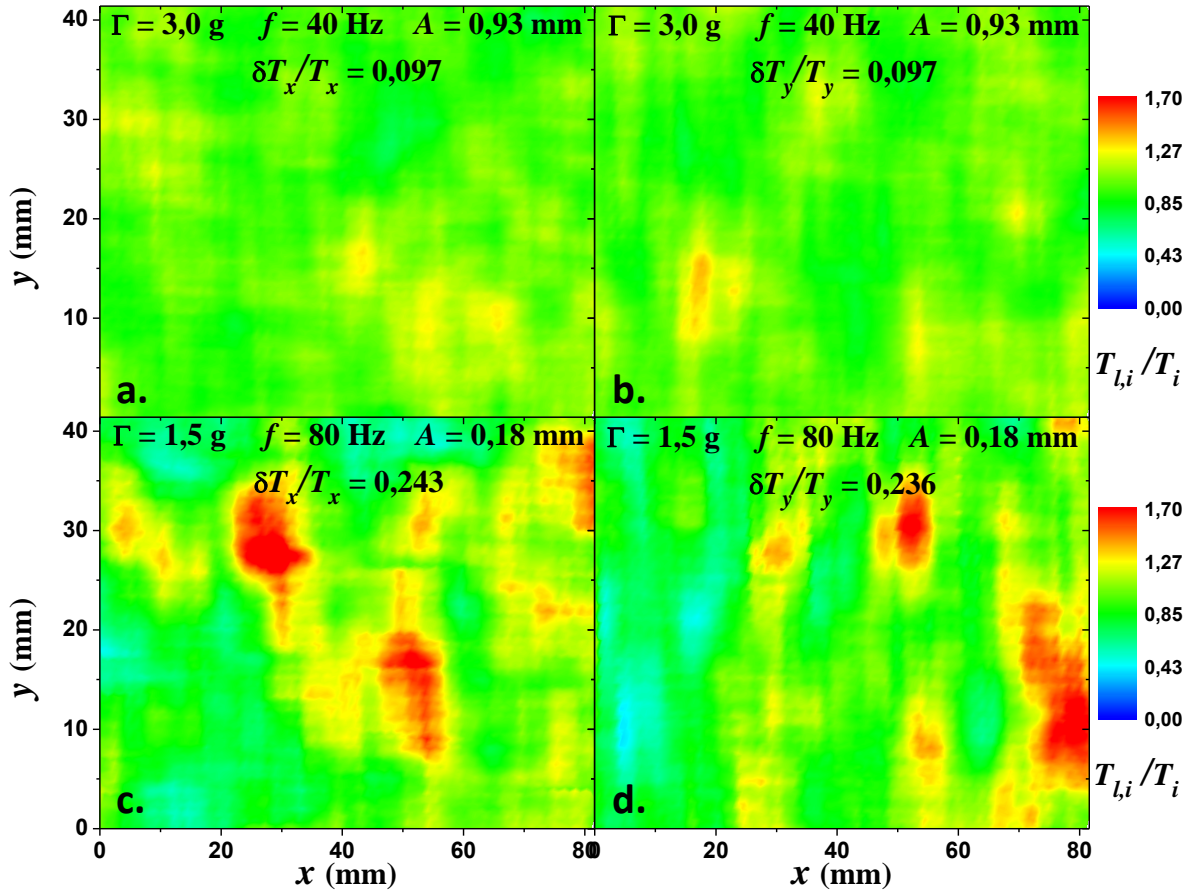 Γ = 3,0 g f = 40 Hz A = 0,93 mm
δTx/Tx = 0,097
a.
Γ = 3,0 g f = 40 Hz A = 0,93 mm
δTy/Ty = 0,097
b.
Γ = 1,5 g f = 80 Hz A = 0,18 mm
δTx/Tx = 0,243
c.
Γ = 1,5 g f = 80 Hz A = 0,18 mm
δTy/Ty = 0,236
d.
40
30
20
10
0
y (mm)
40
30
20
10
0
y (mm)
0 20 40 60 80
x (mm)
0 20 40 60 80
x (mm)
1,70
1,27
0,85
0,43
0,00
Tl,i /Ti
1,70
1,27
0,85
0,43
0,00
Tl,i /Ti